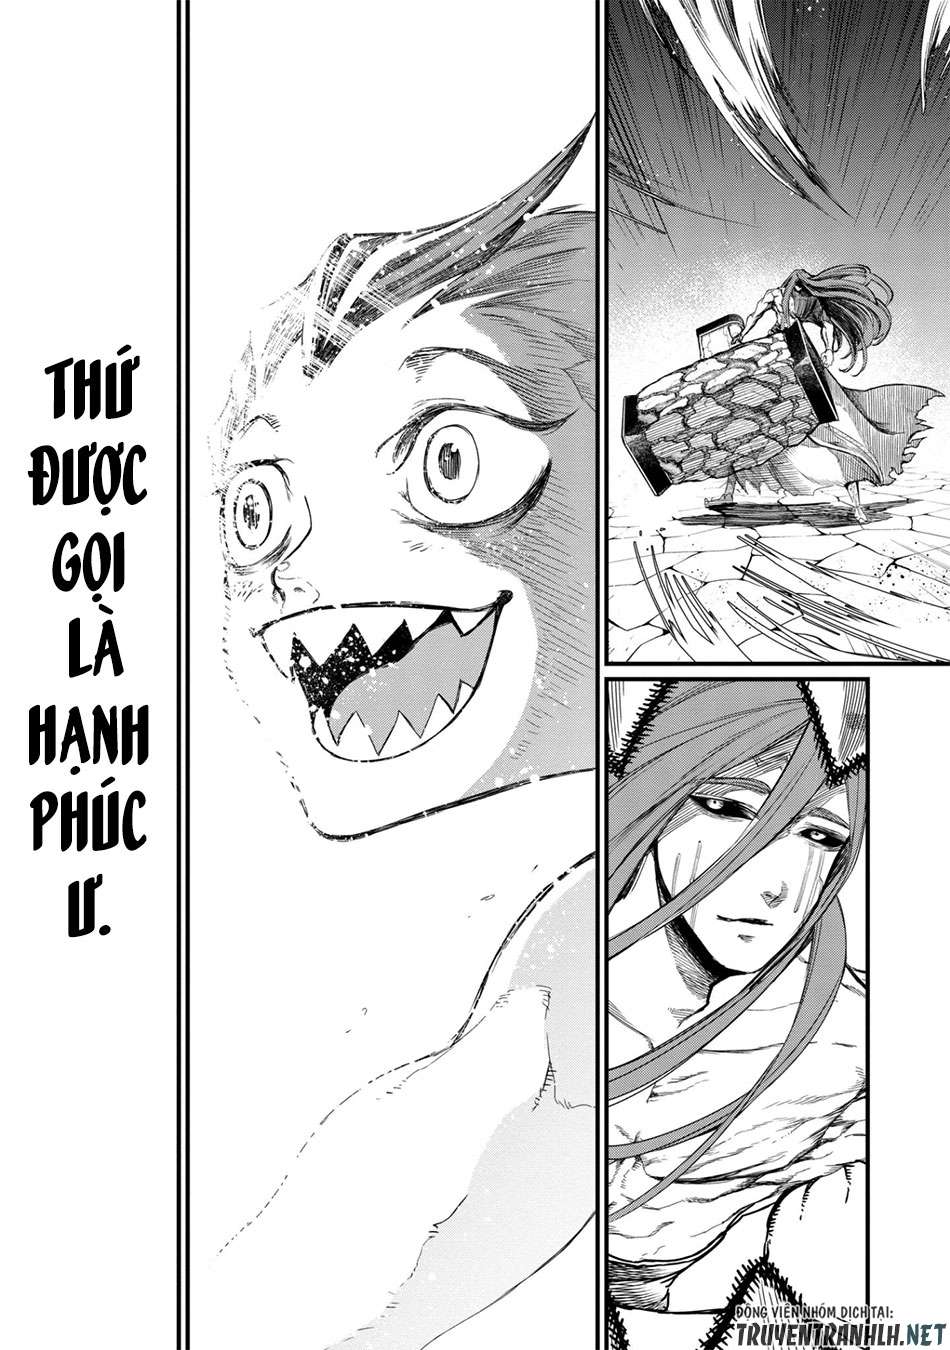 THỨ
ĐƯỢC
GỌI
LÀ
HẠNH
PHÚC
Ư.
ĐỘNG VIÊN NHÓM DỊCH TẠI:
TRUYENTRANHLH.NET